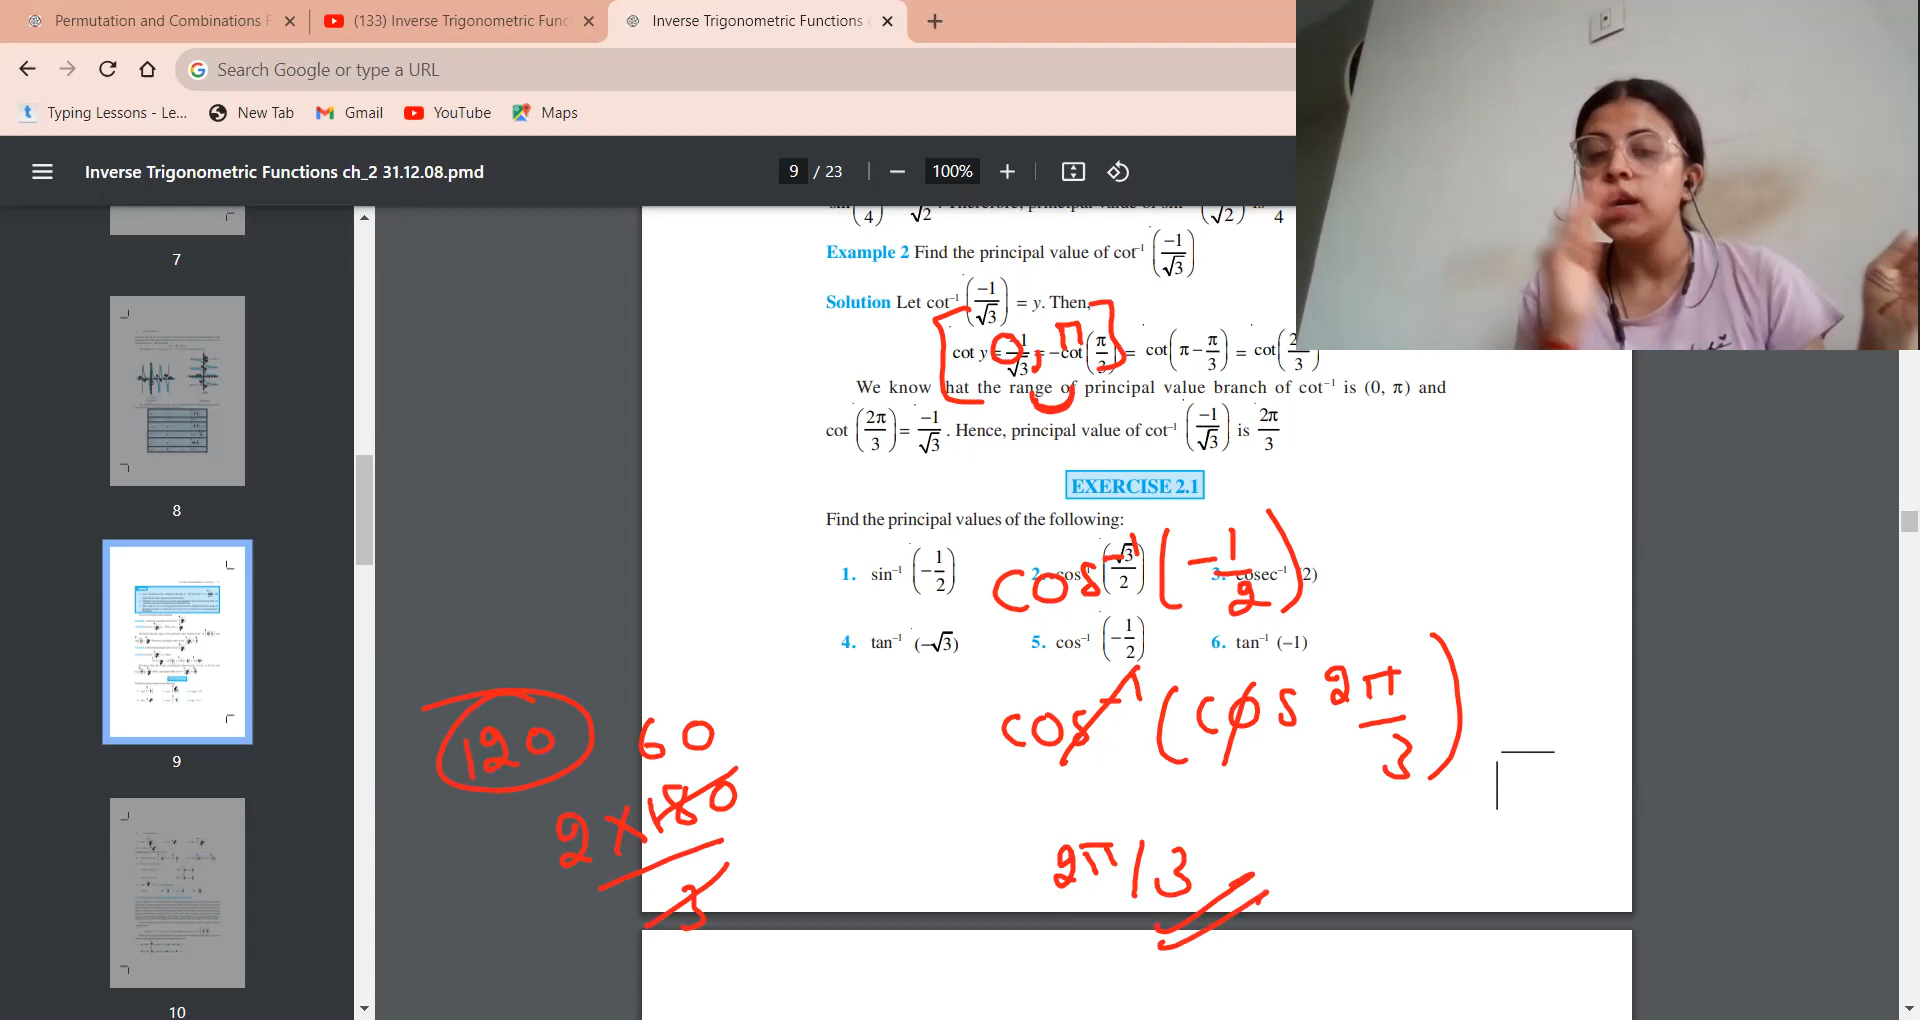 Permutation and Combinations F
(133) Inverse Trigonometric Func
Inverse Trigonometric Functions c
Search Google or type a URL
Typing Lessons - Le...
New Tab
Gmail
YouTube
Maps
Inverse Trigonometric Functions ch_2 31.12.08.pmd
9 / 23
100%
7
8
9
10
Example 2 Find the principal value of cot⁻¹ (−1/√3)
Solution Let cot⁻¹ (−1/√3) = y. Then,
cot y = −1/√3 = −cot(π/3) = cot(π − π/3) = cot(2π/3)
[0, π]
We know that the range of principal value branch of cot⁻¹ is (0, π) and
cot (2π/3) = −1/√3 . Hence, principal value of cot⁻¹ (−1/√3) is 2π/3
EXERCISE 2.1
Find the principal values of the following:
1. sin⁻¹ (−1/2) 2. cos⁻¹ (√3/2) 3. cosec⁻¹ (2)
cos⁻¹ (−1/2)
4. tan⁻¹ (−√3) 5. cos⁻¹ (−1/2) 6. tan⁻¹ (−1)
cos⁻¹ (cos 2π/3)
120
60
2 × 180
3
2π/3